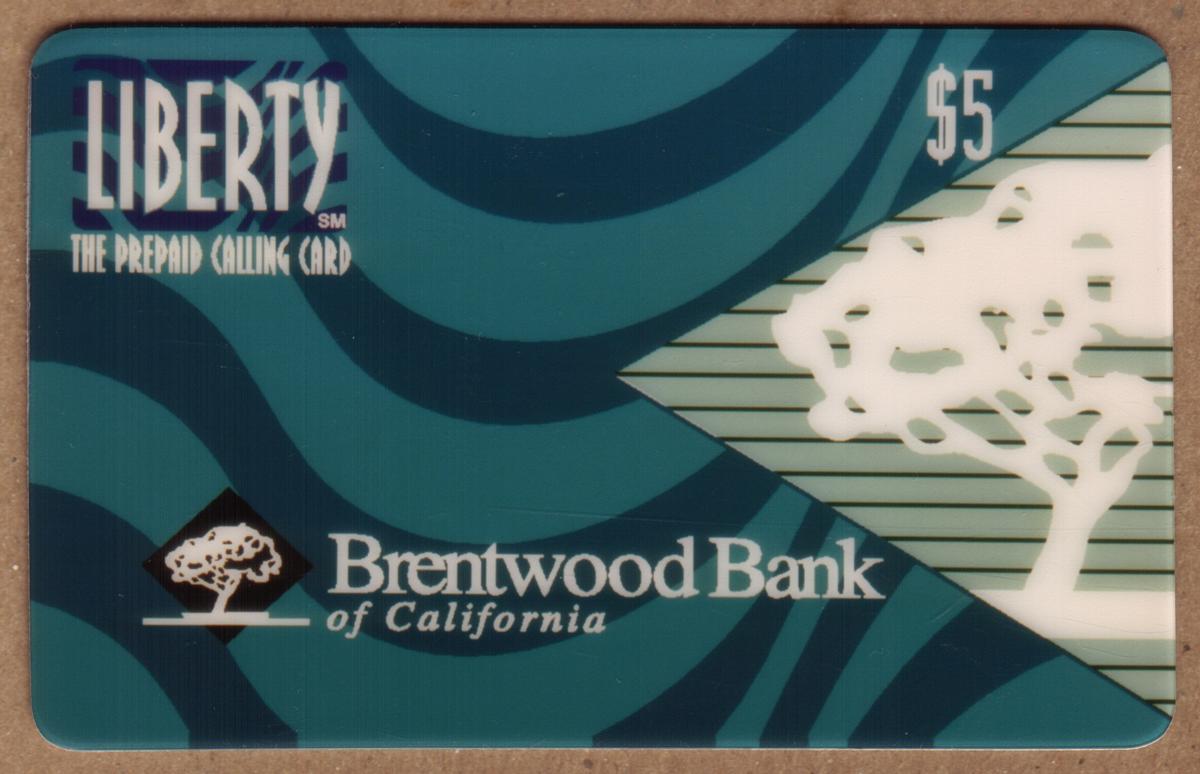 LIBERTY
SM
THE PREPAID CALLING CARD
$5
Brentwood Bank
of California